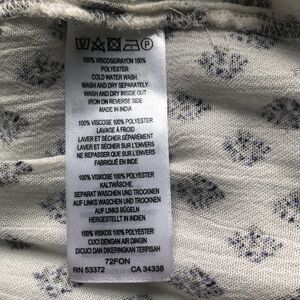 100% VISCOSE/RAYON 100%
POLYESTER
COLD WATER WASH
WASH AND DRY SEPARATELY
WASH AND DRY INSIDE OUT
IRON ON REVERSE SIDE
MADE IN INDIA
100% VISCOSE 100% POLYESTER
LAVAGE À FROID
LAVER ET SÉCHER SÉPARÉMENT
LAVER ET SÉCHER À L'ENVERS
NE REPASSER QUE SUR L'ENVERS
FABRIQUÉ EN INDE
100% VISKOSE 100% POLYESTER
KALTWÄSCHE
SEPARAT WASCHEN UND TROCKNEN
AUF LINKS WASCHEN UND TROCKNEN
AUF LINKS BÜGELN
HERGESTELLT IN INDIEN
100% VISKOS 100% POLYESTER
CUCI DENGAN AIR DINGIN
DICUCI DAN DIKERINGKAN TERPISAH
72FON
RN 53372 CA 34338